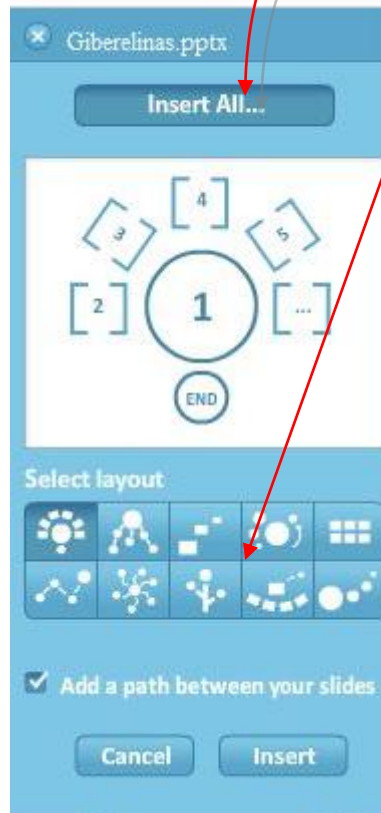 Giberelinas.pptx
Insert All...
4
3
5
2
1
...
END
Select layout
Add a path between your slides
Cancel
Insert